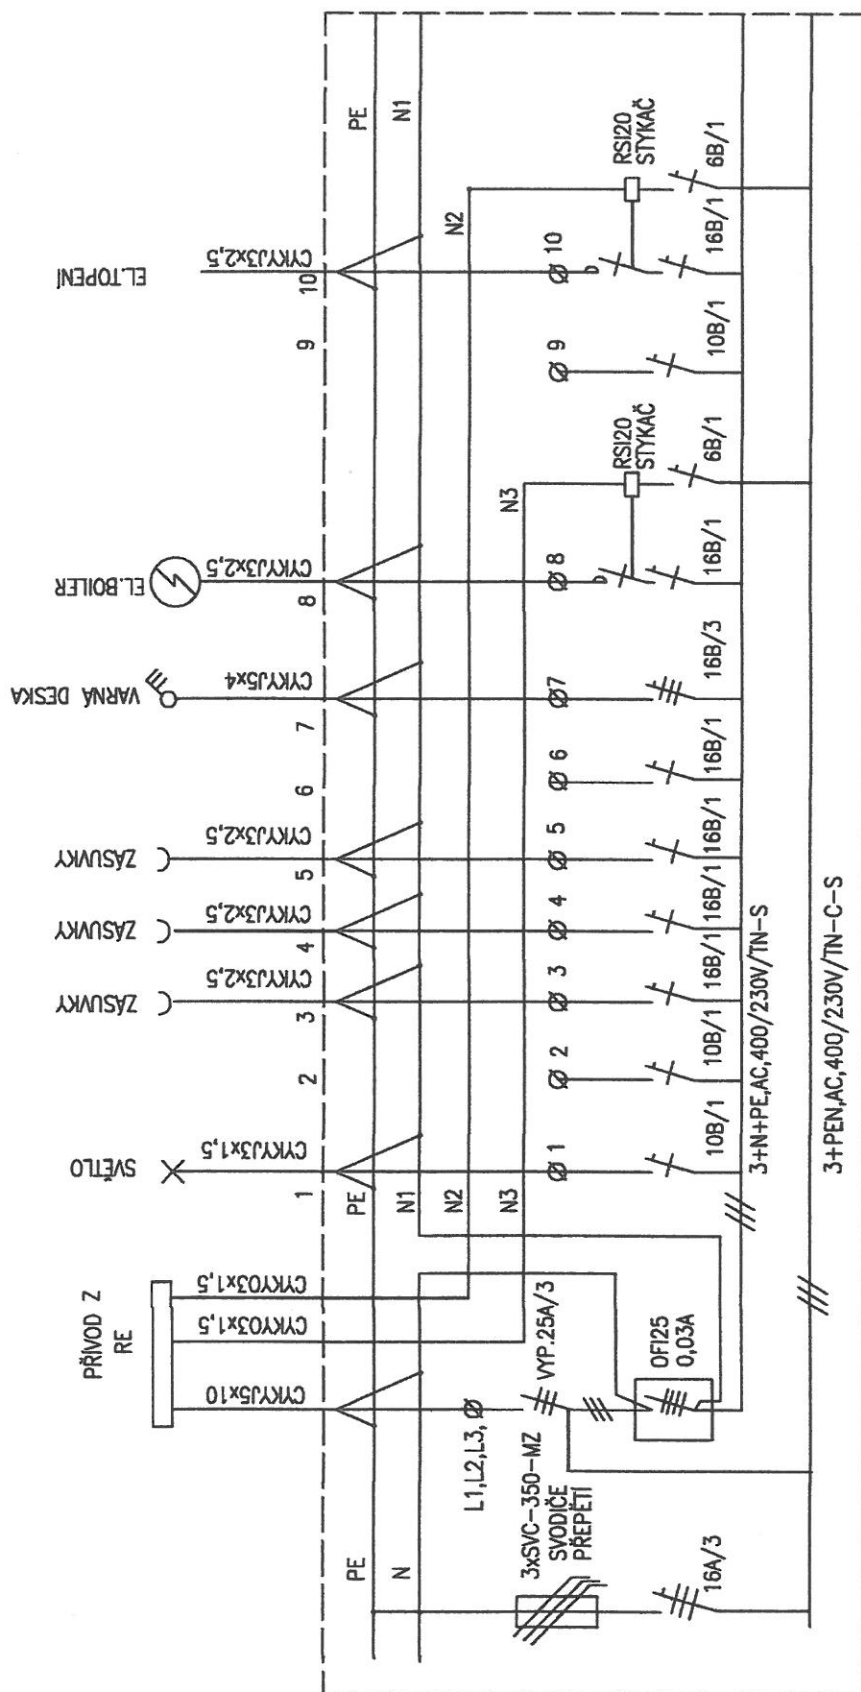 PŘÍVOD Z
RE
SVĚTLO
ZÁSUVKY
ZÁSUVKY
ZÁSUVKY
VARNÁ DESKA
EL.BOILER
EL.TOPENÍ
CYKYJ5x10
CYKYO3x1,5
CYKYO3x1,5
CYKYJ3x1,5
CYKYJ3x2,5
CYKYJ3x2,5
CYKYJ3x2,5
CYKYJ5x4
CYKYJ3x2,5
CYKYJ3x2,5
1
2
3
4
5
6
7
8
9
10
PE
PE
PE
N
N1
N1
N2
N2
N3
N3
L1,L2,L3,
1
2
3
4
5
6
7
8
9
10
3xSVC-350-MZ
SVODIČE
PŘEPĚTÍ
VYP.25A/3
OFI25
0,03A
RSI20
STYKAČ
RSI20
STYKAČ
16A/3
10B/1
10B/1
16B/1
16B/1
16B/1
16B/1
16B/3
16B/1
6B/1
10B/1
16B/1
6B/1
3+N+PE,AC,400/230V/TN-S
3+PEN,AC,400/230V/TN-C-S